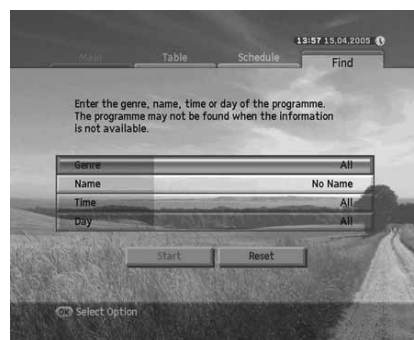 13:57 15,04,2005
Main Table Schedule Find
Enter the genre, name, time or
day of the programme.
The programme may not be found when the information
is not available.
Genre All
Name No Name
Time All
Day All
Start Reset
OK Select Option